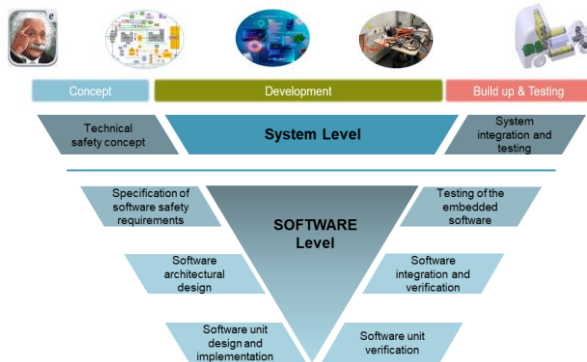 e
Concept
Development
Build up & Testing
Technical
safety concept
System Level
System
integration and
testing
Specification of
software safety
requirements
SOFTWARE
Level
Testing of the
embedded
software
Software
architectural
design
Software
integration and
verification
Software unit
design and
implementation
Software unit
verification